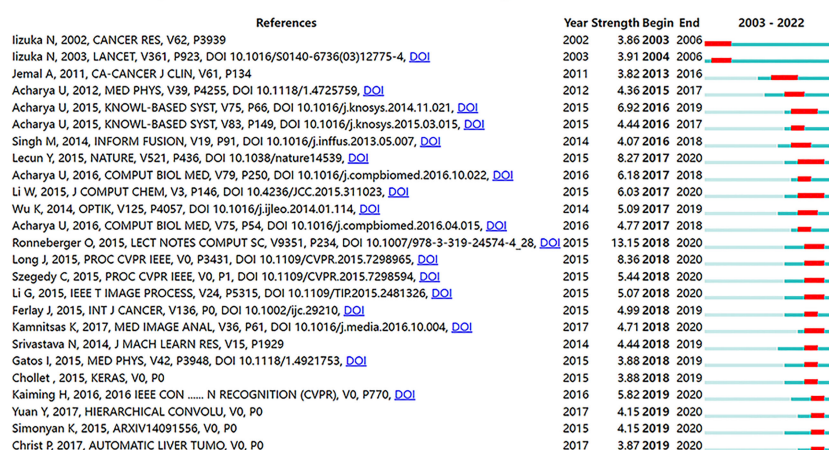 References Year Strength Begin End 2003 - 2022
Iizuka N, 2002, CANCER RES, V62, P3939 2002 3.86 2003 2006
Iizuka N, 2003, LANCET, V361, P923, DOI 10.1016/S0140-6736(03)12775-4, DOI 2003 3.91 2004 2006
Jemal A, 2011, CA-CANCER J CLIN, V61, P134 2011 3.82 2013 2016
Acharya U, 2012, MED PHYS, V39, P4255, DOI 10.1118/1.4725759, DOI 2012 4.36 2015 2017
Acharya U, 2015, KNOWL-BASED SYST, V75, P66, DOI 10.1016/j.knosys.2014.11.021, DOI 2015 6.92 2016 2019
Acharya U, 2015, KNOWL-BASED SYST, V83, P149, DOI 10.1016/j.knosys.2015.03.015, DOI 2015 4.44 2016 2017
Singh M, 2014, INFORM FUSION, V19, P91, DOI 10.1016/j.inffus.2013.05.007, DOI 2014 4.07 2016 2018
Lecun Y, 2015, NATURE, V521, P436, DOI 10.1038/nature14539, DOI 2015 8.27 2017 2020
Acharya U, 2016, COMPUT BIOL MED, V79, P250, DOI 10.1016/j.compbiomed.2016.10.022, DOI 2016 6.18 2017 2018
Li W, 2015, J COMPUT CHEM, V3, P146, DOI 10.4236/JCC.2015.311023, DOI 2015 6.03 2017 2020
Wu K, 2014, OPTIK, V125, P4057, DOI 10.1016/j.ijleo.2014.01.114, DOI 2014 5.09 2017 2019
Acharya U, 2016, COMPUT BIOL MED, V75, P54, DOI 10.1016/j.compbiomed.2016.04.015, DOI 2016 4.77 2017 2018
Ronneberger O, 2015, LECT NOTES COMPUT SC, V9351, P234, DOI 10.1007/978-3-319-24574-4_28, DOI 2015 13.15 2018 2020
Long J, 2015, PROC CVPR IEEE, V0, P3431, DOI 10.1109/CVPR.2015.7298965, DOI 2015 8.36 2018 2020
Szegedy C, 2015, PROC CVPR IEEE, V0, P1, DOI 10.1109/CVPR.2015.7298594, DOI 2015 5.44 2018 2020
Li G, 2015, IEEE T IMAGE PROCESS, V24, P5315, DOI 10.1109/TIP.2015.2481326, DOI 2015 5.07 2018 2020
Ferlay J, 2015, INT J CANCER, V136, P0, DOI 10.1002/ijc.29210, DOI 2015 4.99 2018 2019
Kamnitsas K, 2017, MED IMAGE ANAL, V36, P61, DOI 10.1016/j.media.2016.10.004, DOI 2017 4.71 2018 2020
Srivastava N, 2014, J MACH LEARN RES, V15, P1929 2014 4.44 2018 2019
Gatos I, 2015, MED PHYS, V42, P3948, DOI 10.1118/1.4921753, DOI 2015 3.88 2018 2019
Chollet , 2015, KERAS, V0, P0 2015 3.88 2018 2019
Kaiming H, 2016, 2016 IEEE CON ...... N RECOGNITION (CVPR), V0, P770, DOI 2016 5.82 2019 2020
Yuan Y, 2017, HIERARCHICAL CONVOLU, V0, P0 2017 4.15 2019 2020
Simonyan K, 2015, ARXIV14091556, V0, P0 2015 4.15 2019 2020
Christ P, 2017, AUTOMATIC LIVER TUMO, V0, P0 2017 3.87 2019 2020